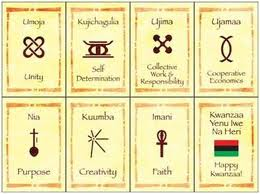 Umoja
Unity
Kujichagulia
Self
Determination
Ujima
Collective
Work &
Responsibility
Ujamaa
Cooperative
Economics
Nia
Purpose
Kuumba
Creativity
Imani
Faith
Kwanzaa
Yenu Iwe
Na Heri
Happy
Kwanzaa!